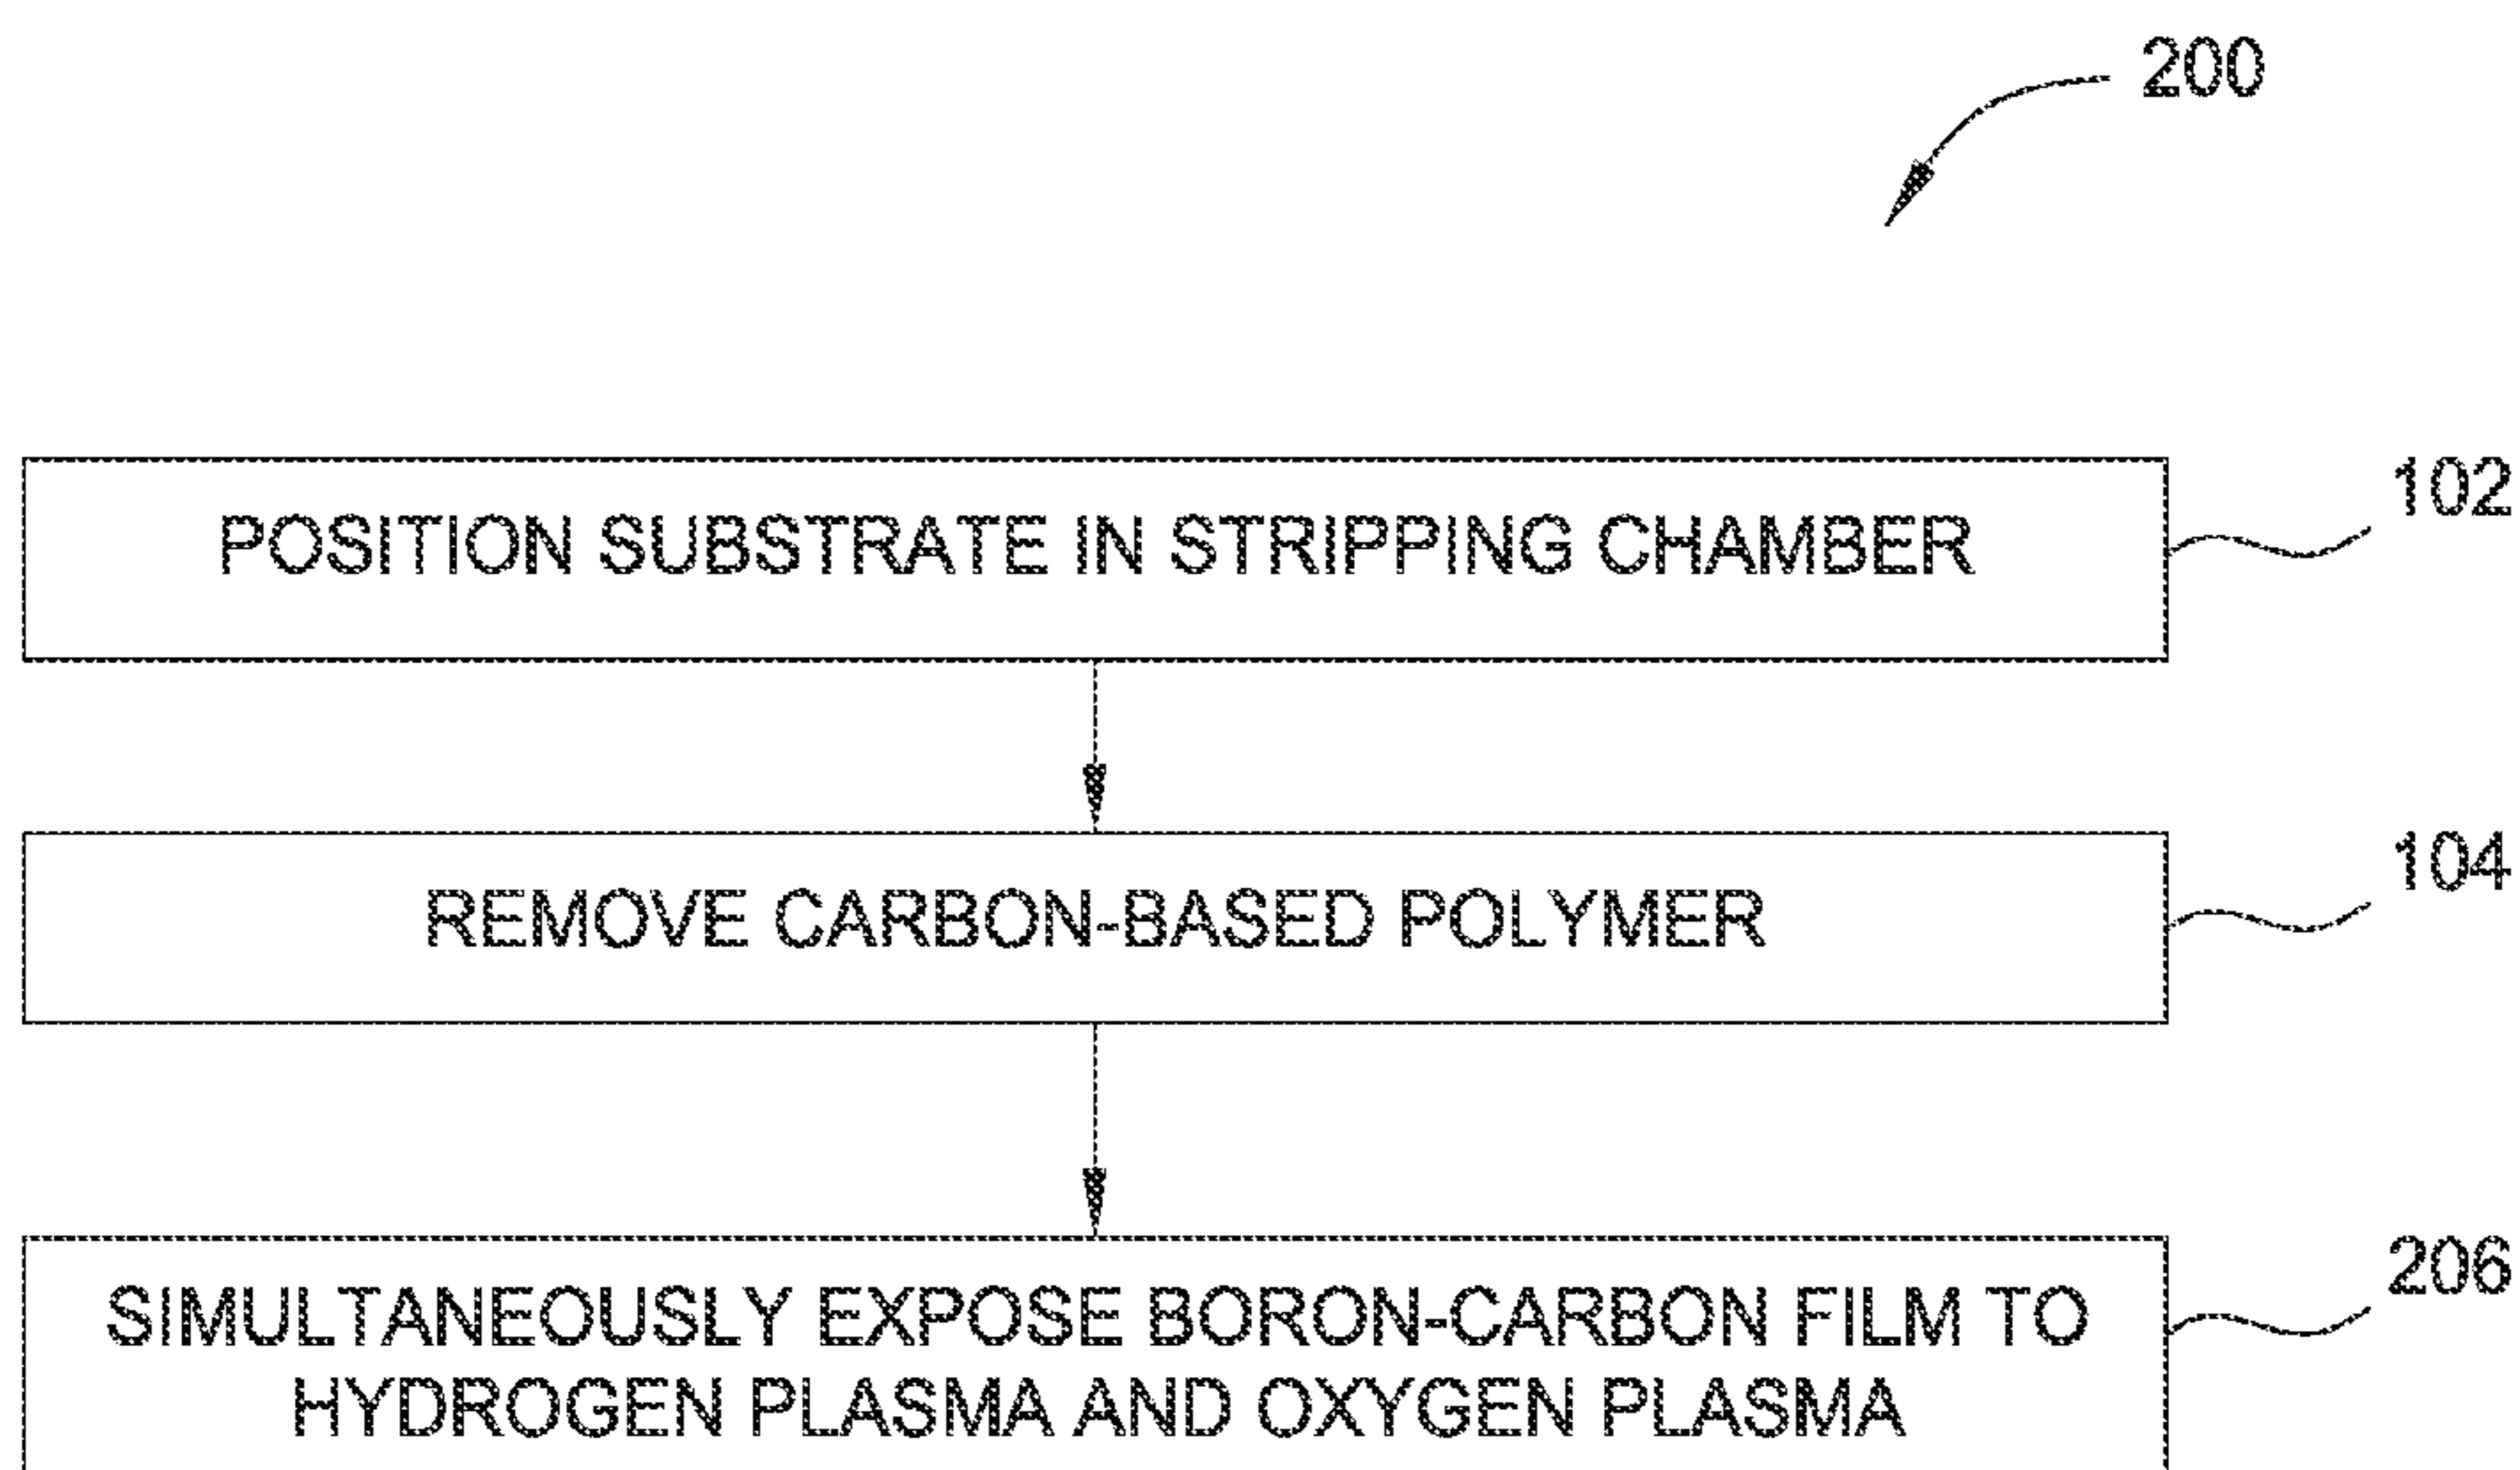 200
POSITION SUBSTRATE IN STRIPPING CHAMBER
102
REMOVE CARBON-BASED POLYMER
104
SIMULTANEOUSLY EXPOSE BORON-CARBON FILM TO
HYDROGEN PLASMA AND OXYGEN PLASMA
206